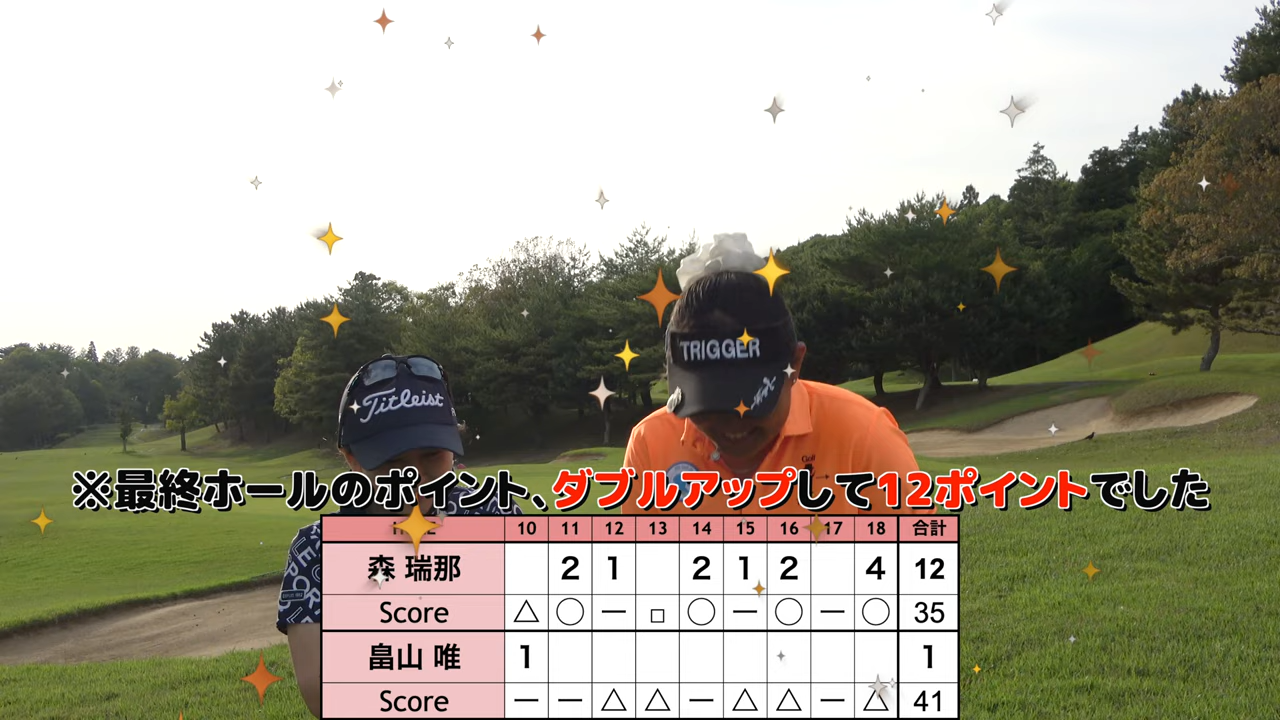 Titleist
TRIGGER
Golf
※最終ホールのポイント、ダブルアップして12ポイントでした
10 11 12 13 14 15 16 17 18 合計
森 瑞那 2 1 2 1 2 4 12
Score △ ○ ー □ ○ ー ○ ー ○ 35
畠山 唯 1 1
Score ー ー △ △ ー △ △ ー △ 41